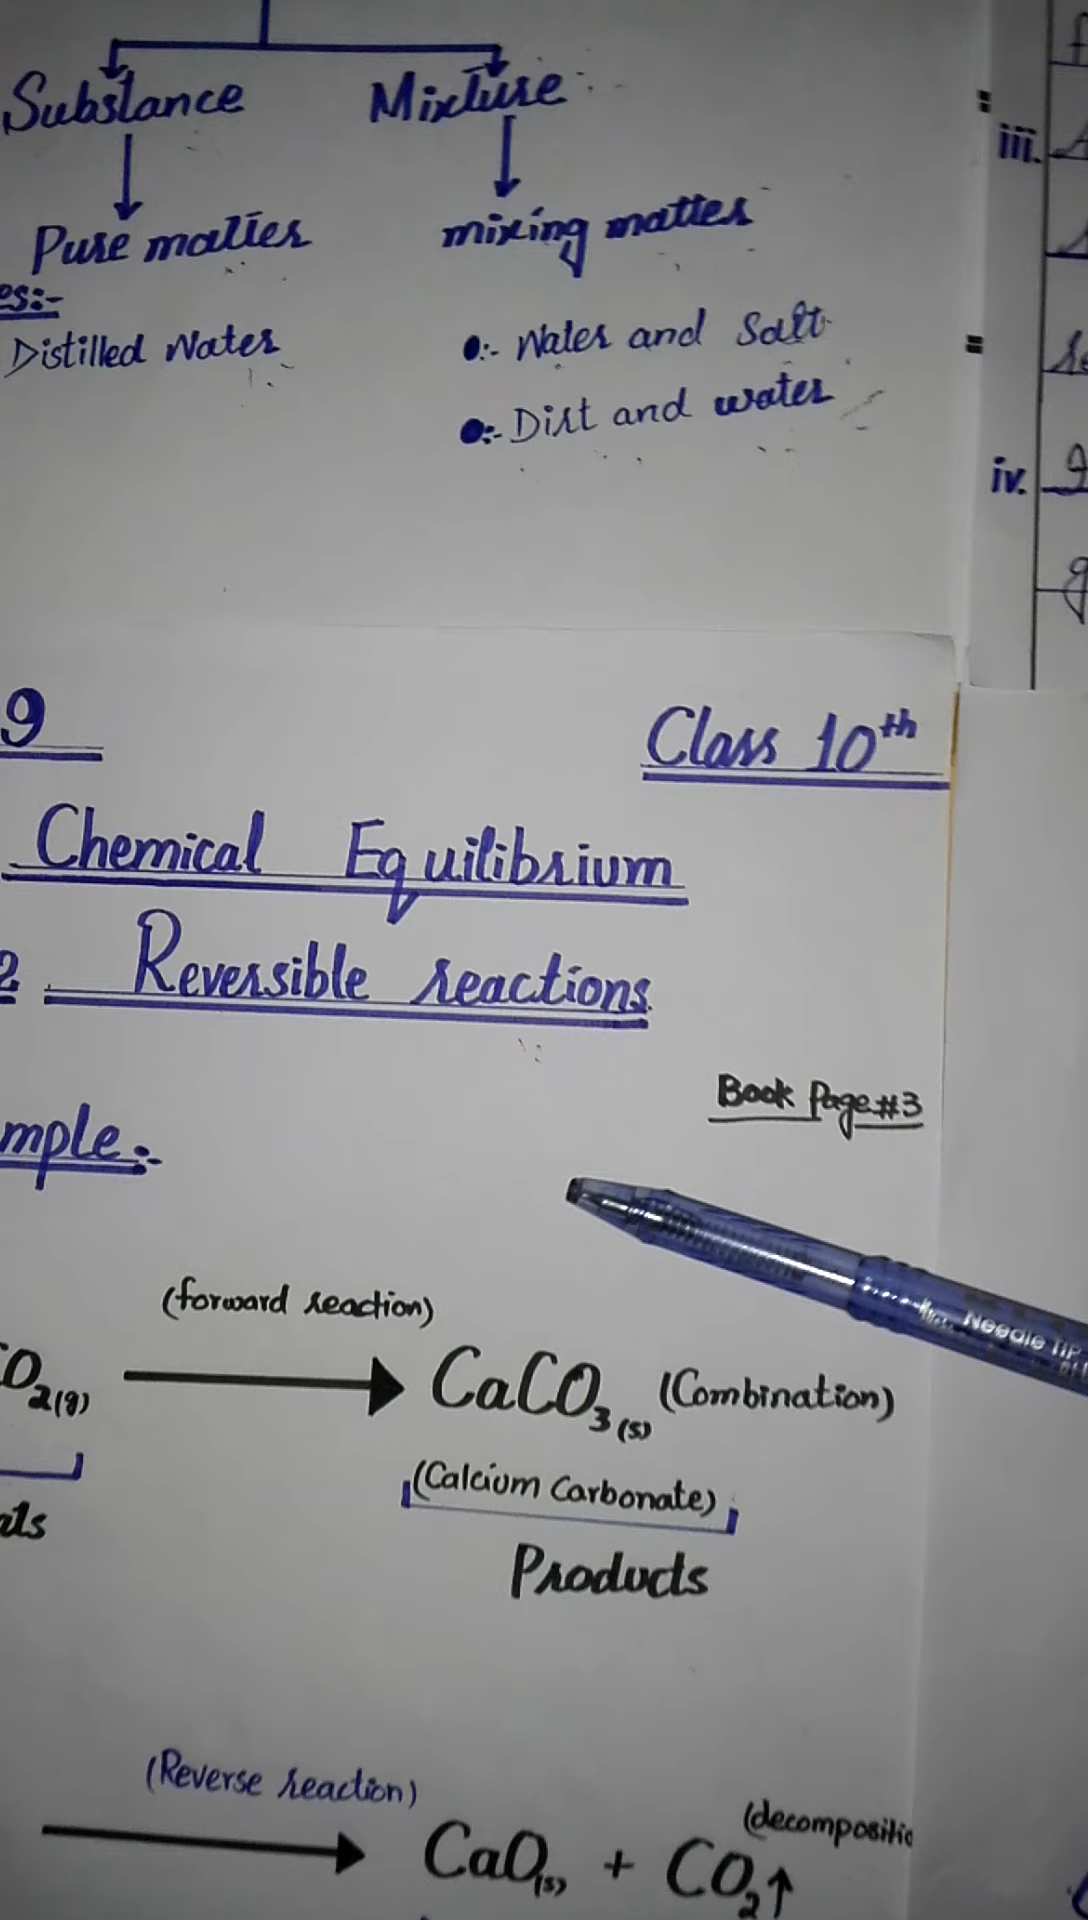 Substance Mixture
Pure matter mixing matter
es:-
Distilled Water
:- Water and Salt
:- Dirt and water
iii.
iv.
9 Class 10th
Chemical Equilibrium
2 Reversible reactions
Book Page#3
mple:-
Needle TIP
(forward reaction)
O2(g) CaCO3(s) (Combination)
(Calcium Carbonate)
Products
(Reverse reaction)
(decompositio
CaO(s) + CO2↑